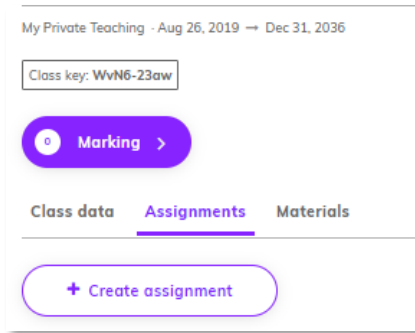 My Private Teaching · Aug 26, 2019 → Dec 31, 2036
Class key: WvN6-23aw
0 Marking >
Class data Assignments Materials
+ Create assignment